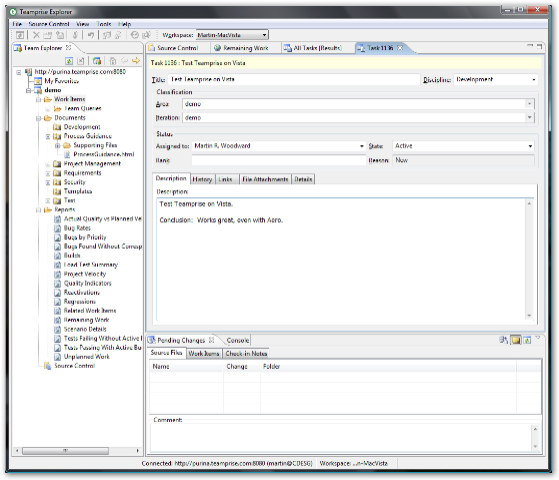 Teamprise Explorer
File Source Control View Tools Help
Workspace: Martin-MacVista
Team Explorer
http://purina.teamprise.com:8080
My Favorites
demo
Work Items
Team Queries
Documents
Development
Process Guidance
Supporting Files
ProcessGuidance.html
Project Management
Requirements
Security
Templates
Test
Reports
Actual Quality vs Planned Ve
Bug Rates
Bugs by Priority
Bugs Found Without Corresp
Builds
Load Test Summary
Project Velocity
Quality Indicators
Reactivations
Regressions
Related Work Items
Remaining Work
Scenario Details
Tests Failing Without Active
Tests Passing With Active Bu
Unplanned Work
Source Control
Source Control Remaining Work All Tasks [Results] Task 1136
Task 1136 : Test Teamprise on Vista
Title: Test Teamprise on Vista Discipline: Development
Classification
Area: demo
Iteration: demo
Status
Assigned to: Martin R. Woodward State: Active
Rank: Reason: New
Description History Links File Attachments Details
Description:
Test Teamprise on Vista.
Conclusion: Works great, even with Aero.
Pending Changes Console
Source Files Work Items Check-in Notes
Name Change Folder
Comment:
Connected: http://purina.teamprise.com:8080 (martin@CDESG) Workspace: ...n-MacVista